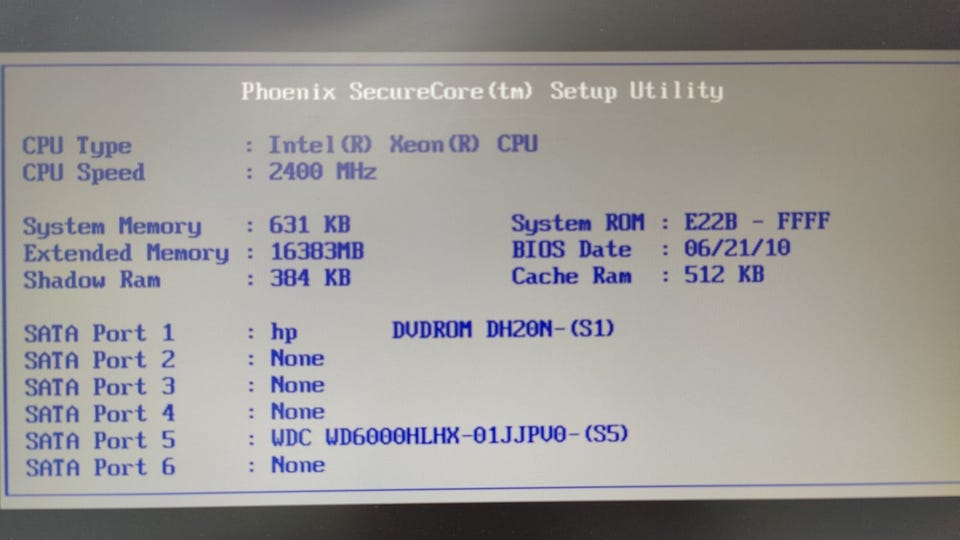 Phoenix SecureCore(tm) Setup Utility
CPU Type : Intel(R) Xeon(R) CPU
CPU Speed : 2400 MHz
System Memory : 631 KB System ROM : E22B - FFFF
Extended Memory : 16383MB BIOS Date : 06/21/10
Shadow Ram : 384 KB Cache Ram : 512 KB
SATA Port 1 : hp DVDROM DH20N-(S1)
SATA Port 2 : None
SATA Port 3 : None
SATA Port 4 : None
SATA Port 5 : WDC WD6000HLHX-01JJPV0-(S5)
SATA Port 6 : None